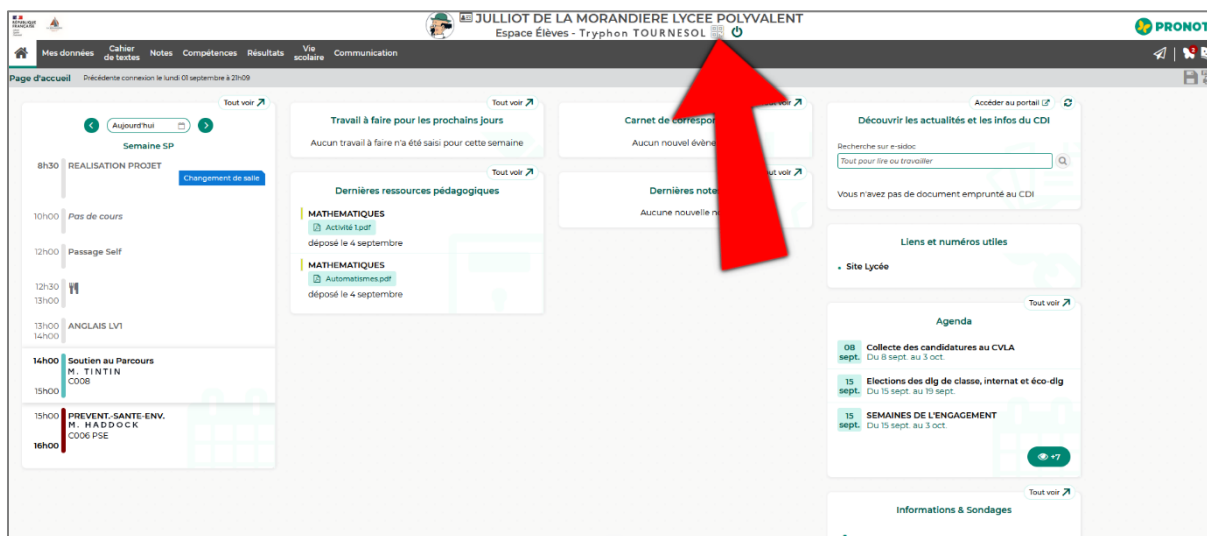 RÉPUBLIQUE
FRANÇAISE
JULLIOT DE LA MORANDIERE LYCEE POLYVALENT
Espace Élèves - Tryphon TOURNESOL
PRONOT
Mes données
Cahier
de textes
Notes
Compétences
Résultats
Vie
scolaire
Communication
2
Page d'accueil
Précédente connexion le lundi 01 septembre à 21h09
Tout voir
Aujourd'hui
Semaine SP
8h30 REALISATION PROJET
Changement de salle
10h00 Pas de cours
12h00 Passage Self
12h30
13h00
13h00 ANGLAIS LV1
14h00
14h00 Soutien au Parcours
M. TINTIN
C008
15h00
15h00 PREVENT.-SANTE-ENV.
M. HADDOCK
C006 PSE
16h00
Tout voir
Travail à faire pour les prochains jours
Aucun travail à faire n'a été saisi pour cette semaine
Tout voir
Dernières ressources pédagogiques
MATHEMATIQUES
Activité 1.pdf
déposé le 4 septembre
MATHEMATIQUES
Automatismes.pdf
déposé le 4 septembre
out voir
Carnet de correspon
Aucun nouvel évène
out voir
Dernières note
Aucune nouvelle n
Accéder au portail
Découvrir les actualités et les infos du CDI
Recherche sur e-sidoc
Tout pour lire ou travailler
Vous n'avez pas de document emprunté au CDI
Liens et numéros utiles
Site Lycée
Tout voir
Agenda
08 Collecte des candidatures au CVLA
sept. Du 8 sept. au 3 oct.
15 Elections des dlg de classe, internat et éco-dlg
sept. Du 15 sept. au 19 sept.
15 SEMAINES DE L'ENGAGEMENT
sept. Du 15 sept. au 3 oct.
+7
Tout voir
Informations & Sondages